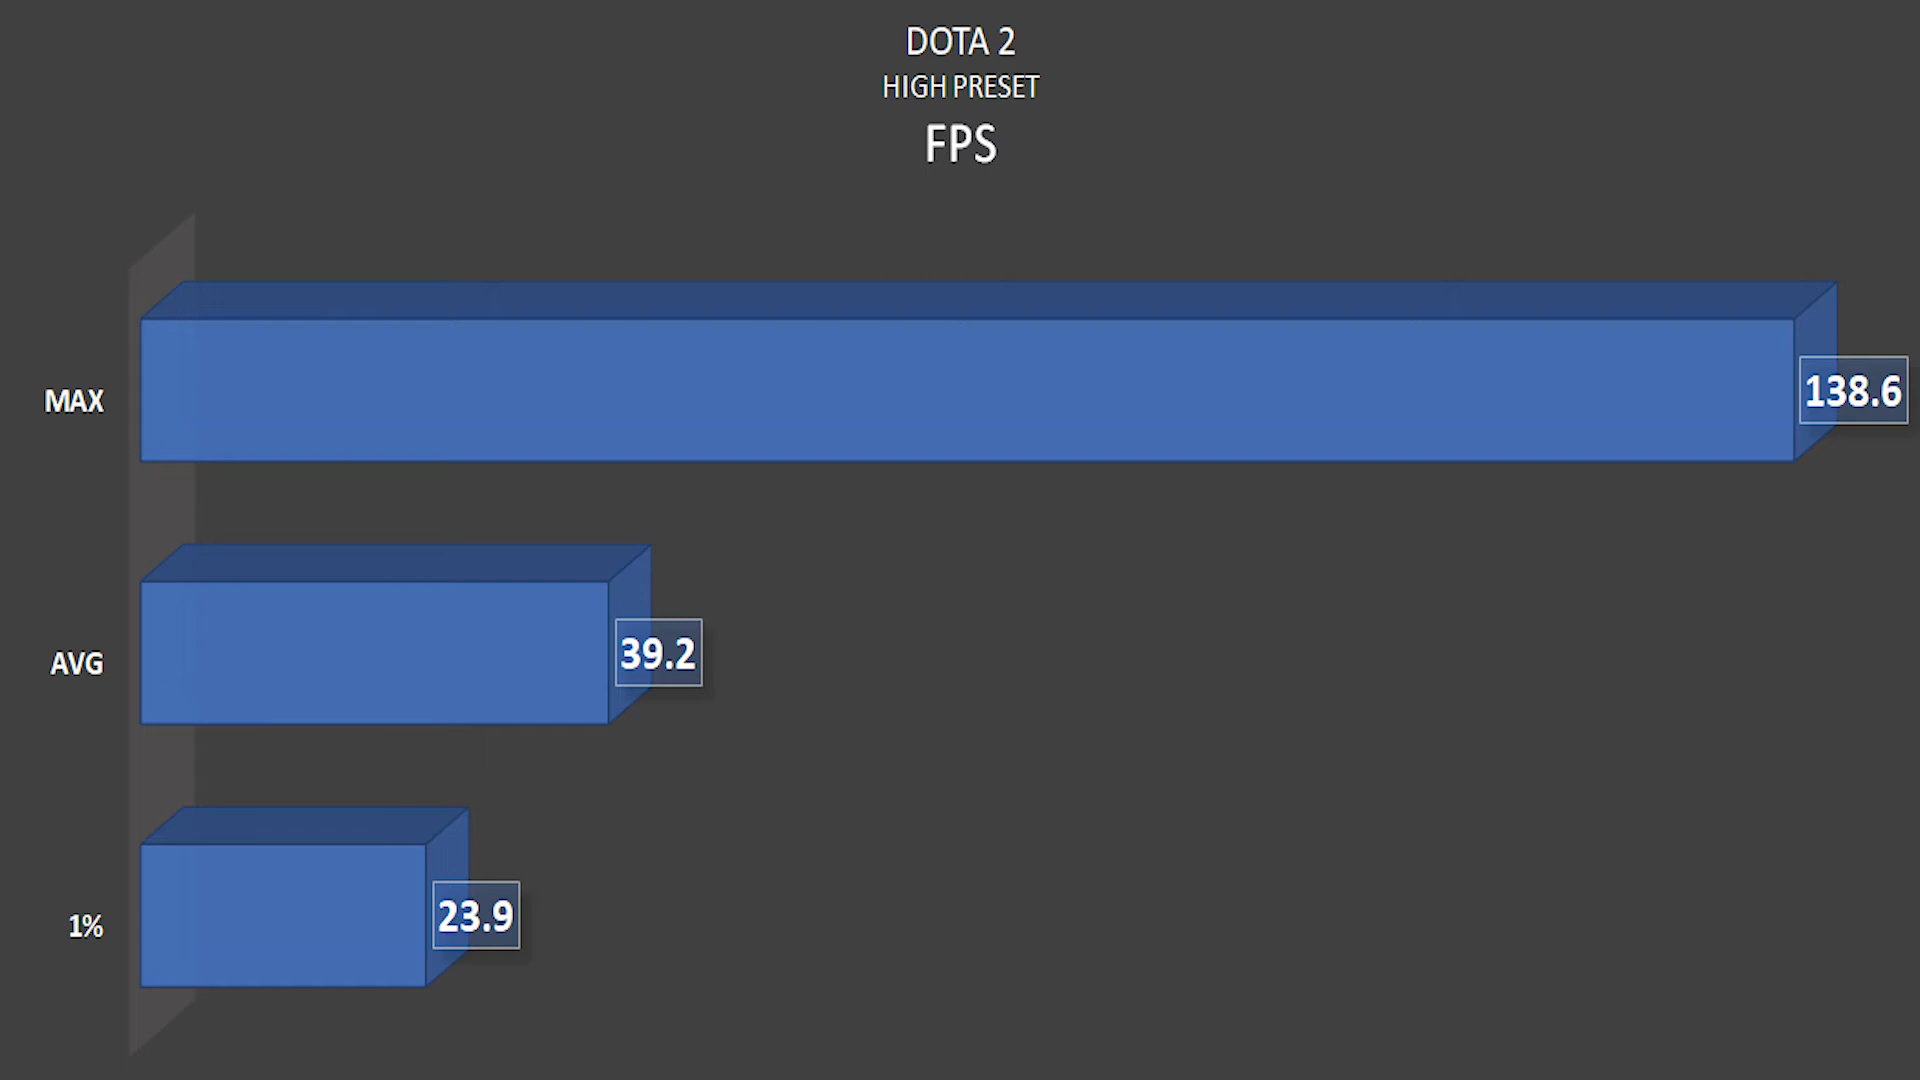 DOTA 2
HIGH PRESET
FPS
MAX
138.6
AVG
39.2
1%
23.9